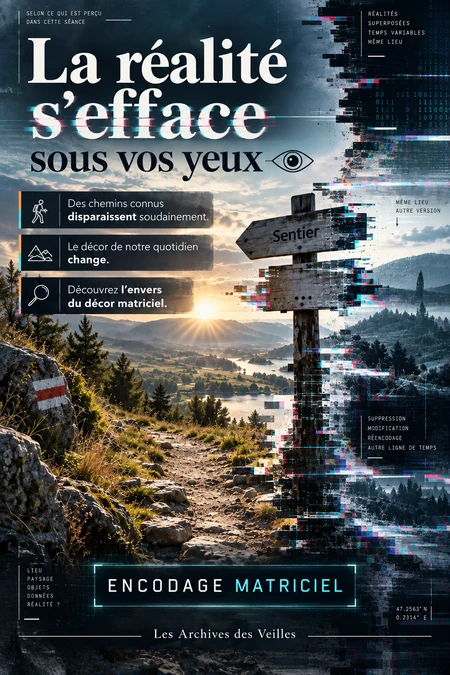 SELON CE QUI EST PERÇU
DANS CETTE SÉANCE
RÉALITÉS
SUPERPOSÉES
TEMPS VARIABLES
MÊME LIEU
La réalité
s'efface
sous vos yeux
Des chemins connus
disparaissent soudainement.
Le décor de notre quotidien
change.
Découvrez l'envers
du décor matriciel.
MÊME LIEU
AUTRE VERSION
Sentier
SUPPRESSION
MODIFICATION
RÉENCODAGE
AUTRE LIGNE DE TEMPS
LIEU
PAYSAGE
OBJETS
DONNÉES
RÉALITÉ ?
ENCODAGE MATRICIEL
47.2563° N
0.2314° E
Les Archives des Veilles